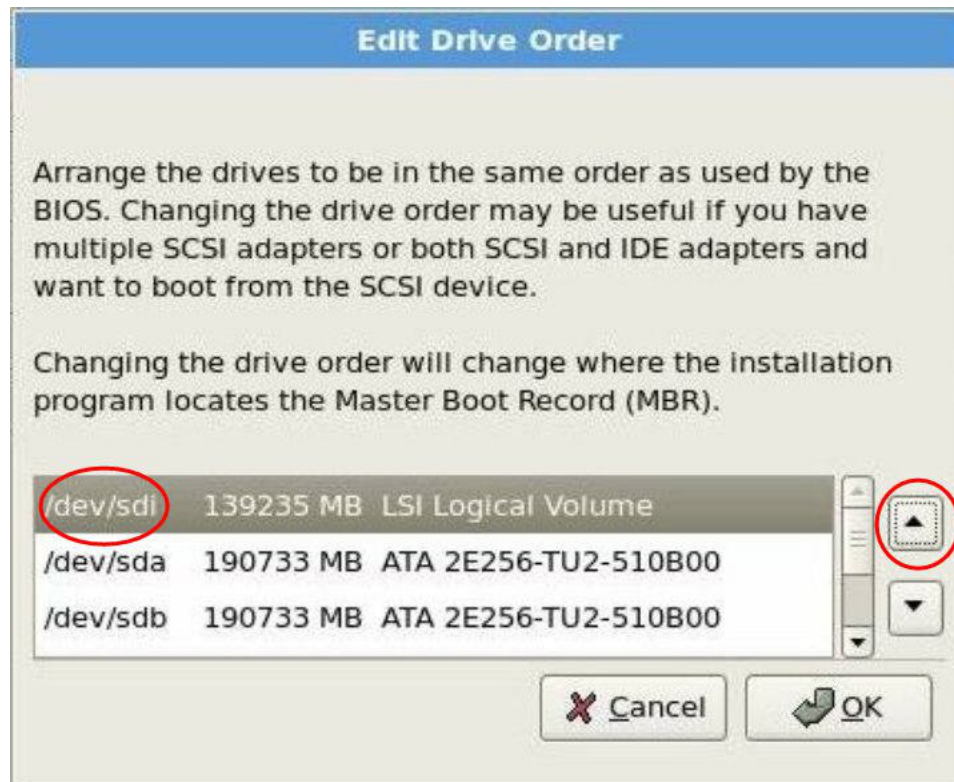 Edit Drive Order
Arrange the drives to be in the same order as used by the
BIOS. Changing the drive order may be useful if you have
multiple SCSI adapters or both SCSI and IDE adapters and
want to boot from the SCSI device.
Changing the drive order will change where the installation
program locates the Master Boot Record (MBR).
/dev/sdi 139235 MB LSI Logical Volume
/dev/sda 190733 MB ATA 2E256-TU2-510B00
/dev/sdb 190733 MB ATA 2E256-TU2-510B00
Cancel OK